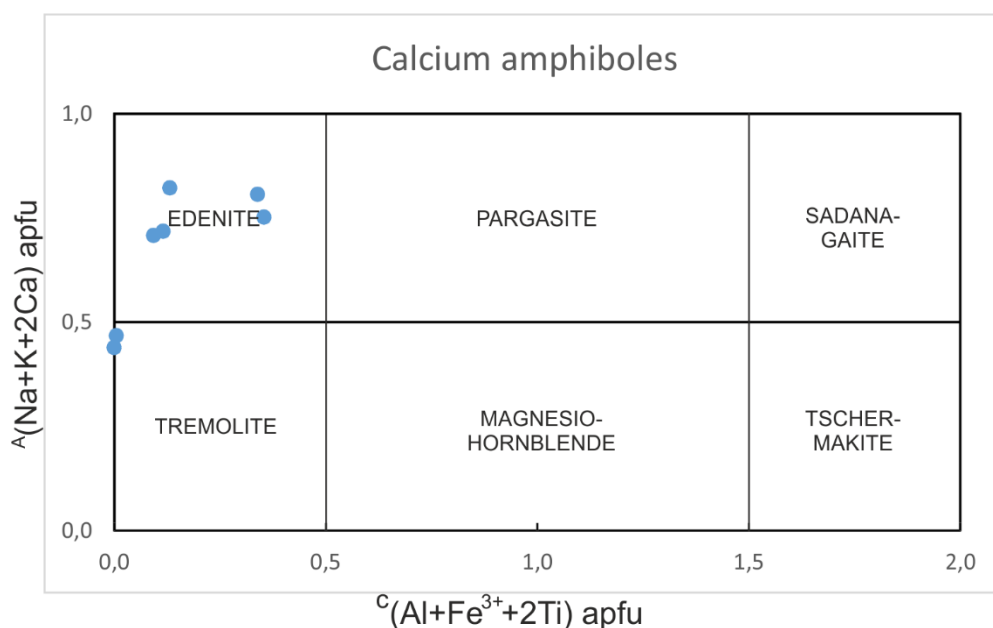 Calcium amphiboles
1,0
EDENITE
PARGASITE
SADANA-
GAITE
A(Na+K+2Ca) apfu
0,5
TREMOLITE
MAGNESIO-
HORNBLENDE
TSCHER-
MAKITE
0,0
0,0
0,5
1,0
1,5
2,0
C(Al+Fe3++2Ti) apfu